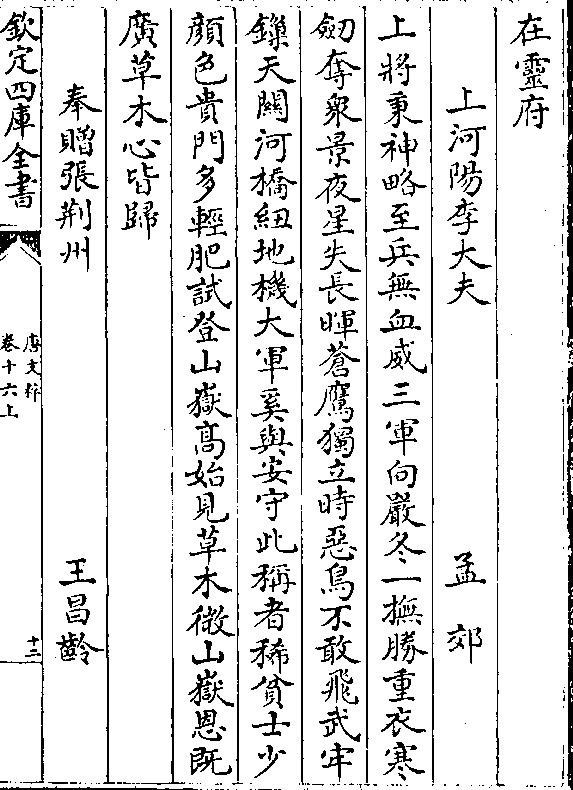 在靈府
上河陽李大夫 孟郊
上將秉神略至兵無血威三軍向嚴冬一撫勝重衣寒
劒奪衆景夜星失長暉蒼鷹獨立時惡鳥不敢飛武牢
鏁天關河橋紐地機大軍奚與安守此稱者稀貧士少
顔色貴門多輕肥試登山嶽高始見草木微山嶽恩既
廣草木心皆歸
奉贈張荆州 王昌齡
欽定四庫全書
唐文粹
卷十六上
十二